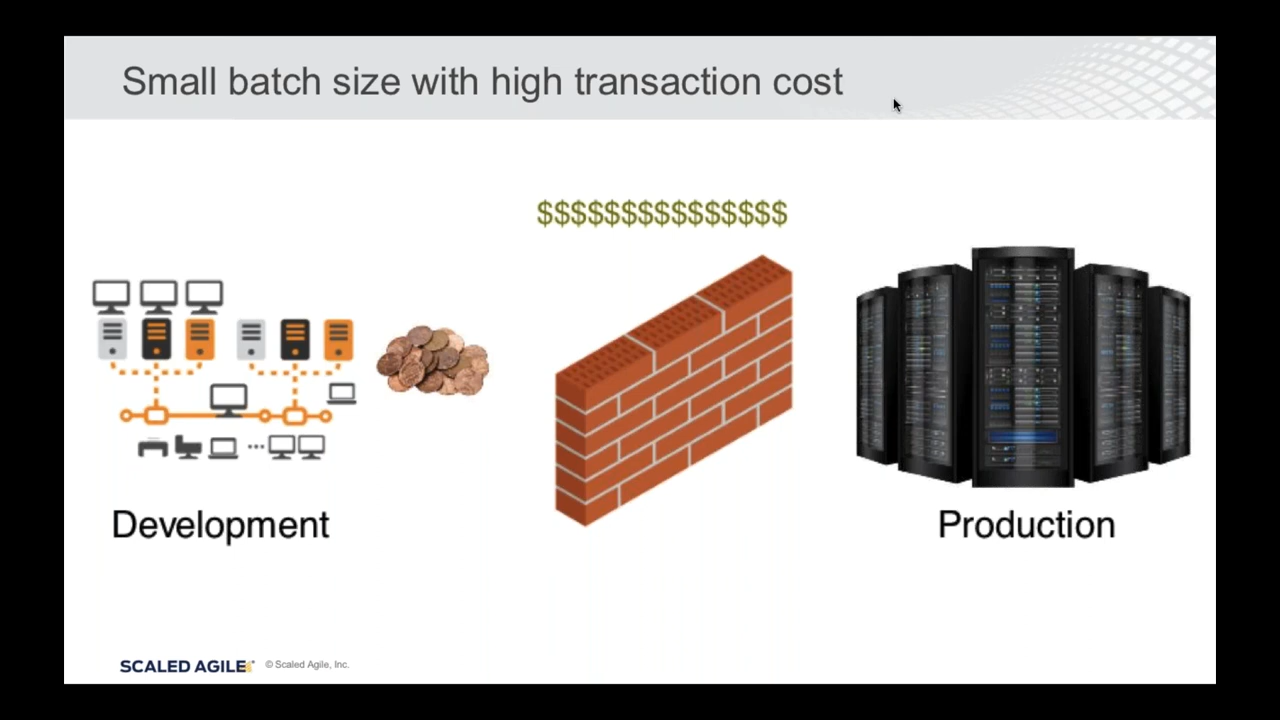 Small batch size with high transaction cost
$$$$$$$$$$$$$$$
Development
Production
SCALED AGILE
© Scaled Agile, Inc.